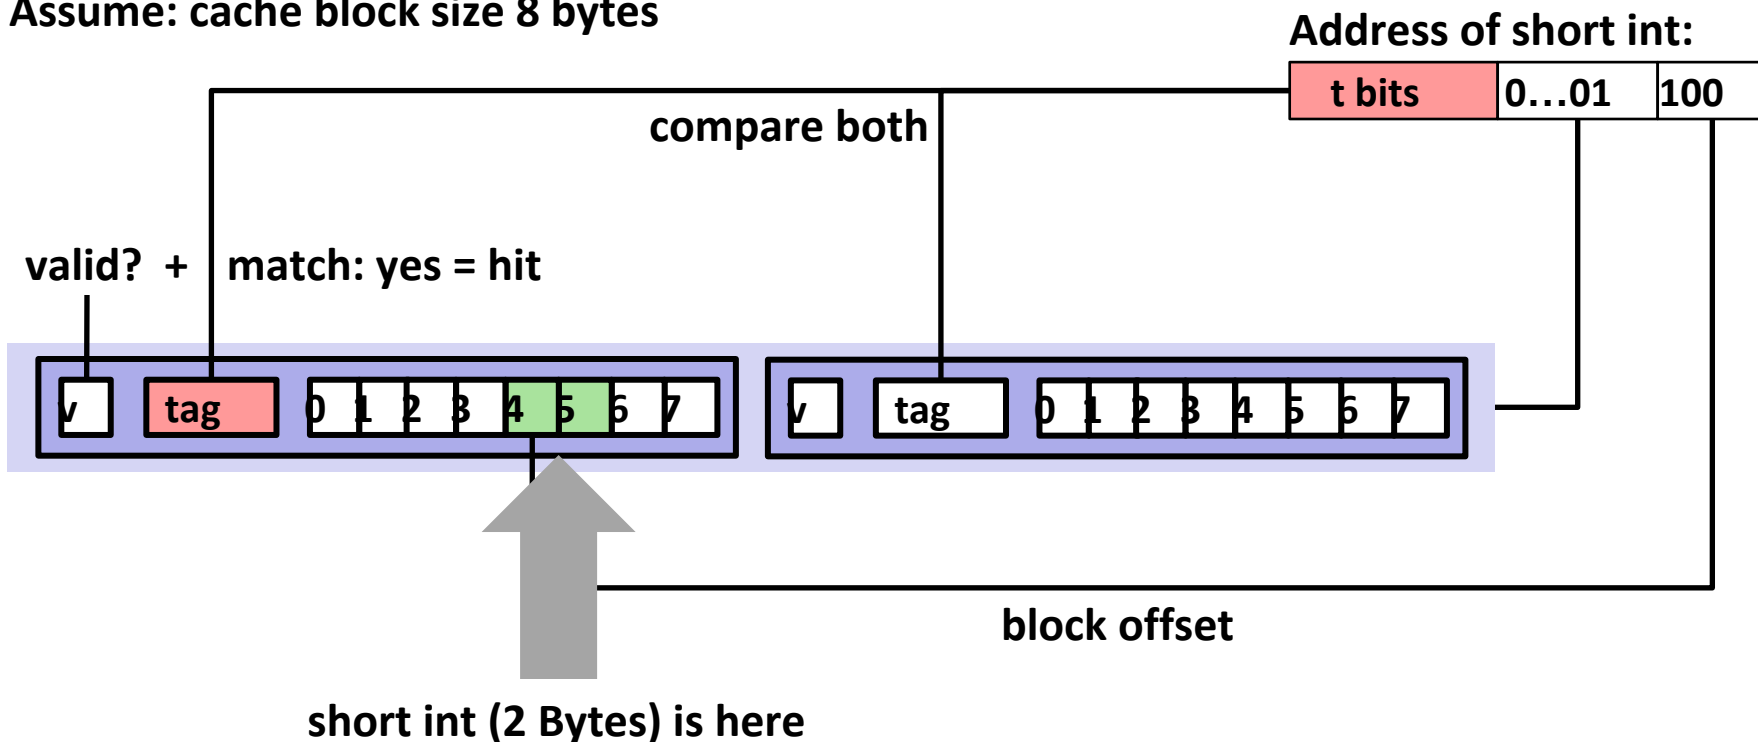 Assume: cache block size 8 bytes
Address of short int:
t bits 0…01 100
compare both
valid? + match: yes = hit
v tag 0 1 2 3 4 5 6 7 v tag 0 1 2 3 4 5 6 7
block offset
short int (2 Bytes) is here